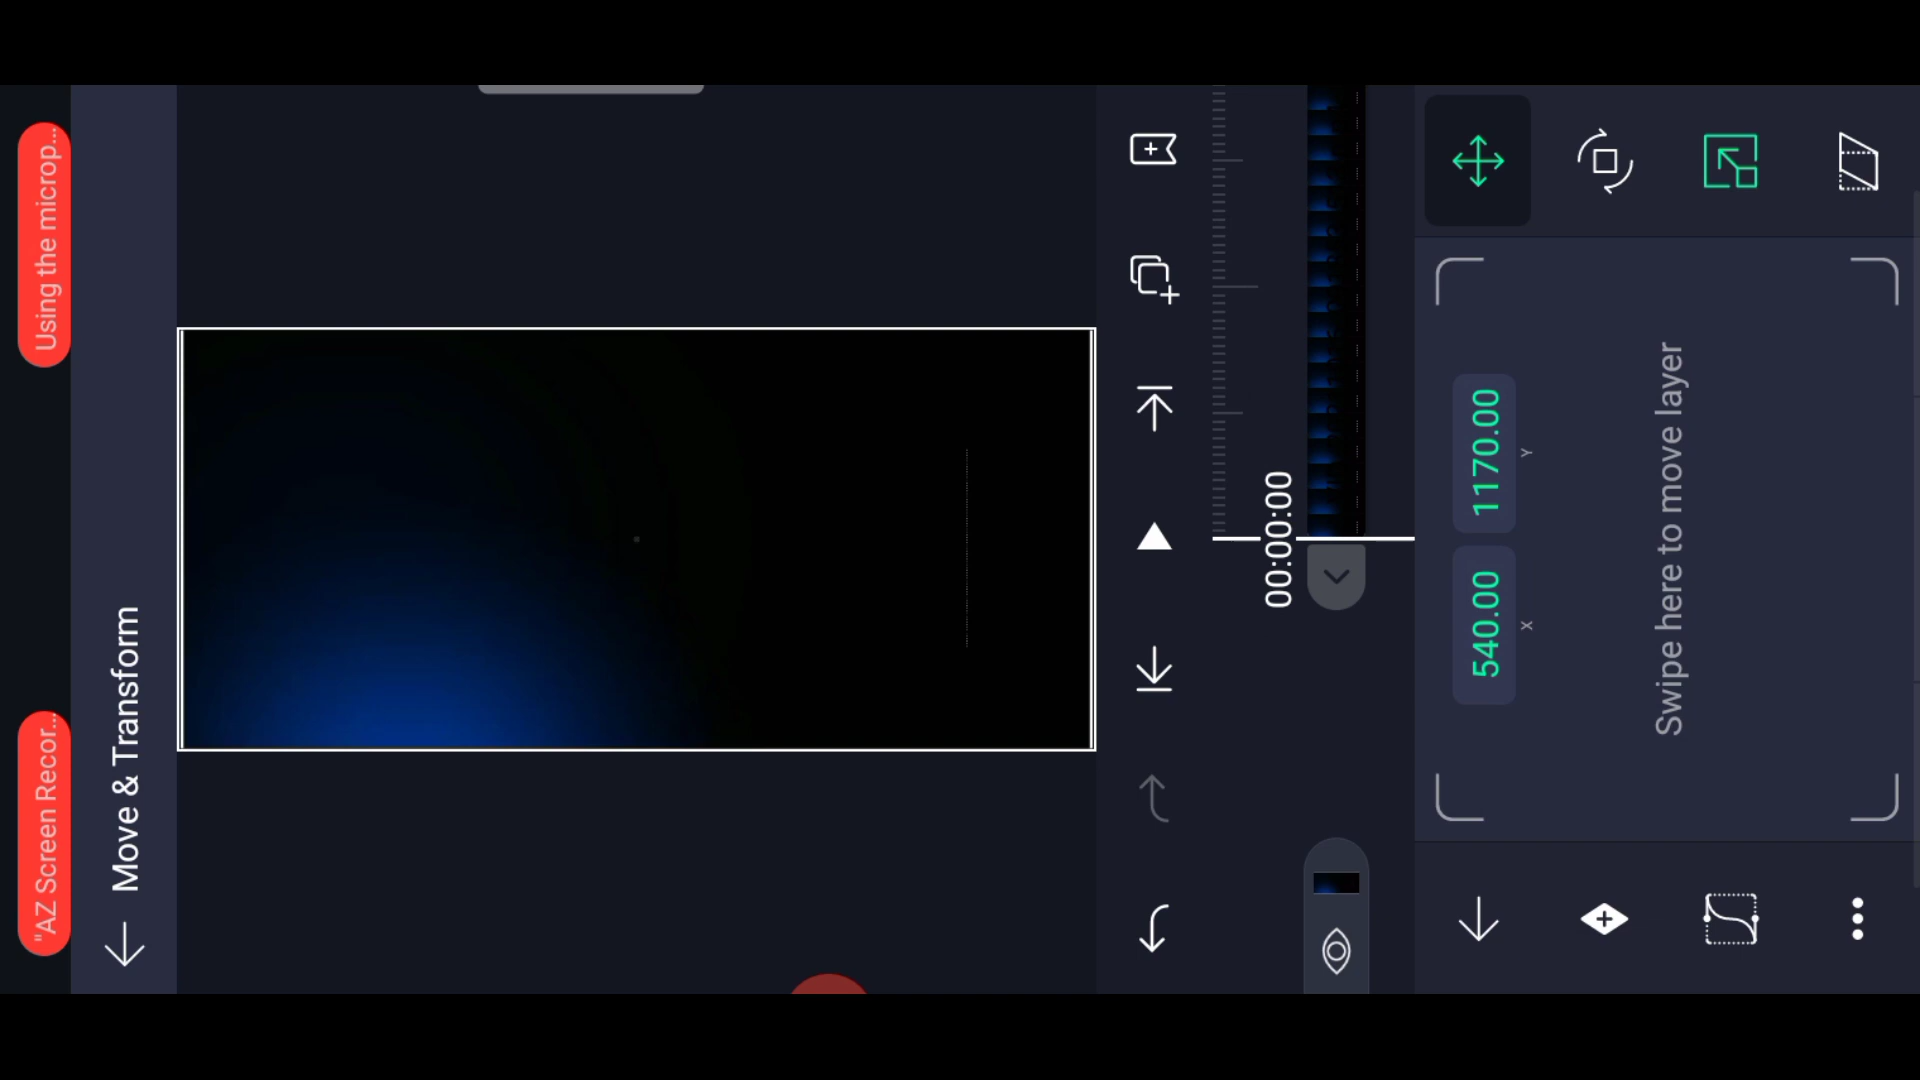 "AZ Screen Recor...
Using the microp...
Move & Transform
00:00:00
540.00
X
1170.00
Y
Swipe here to move layer